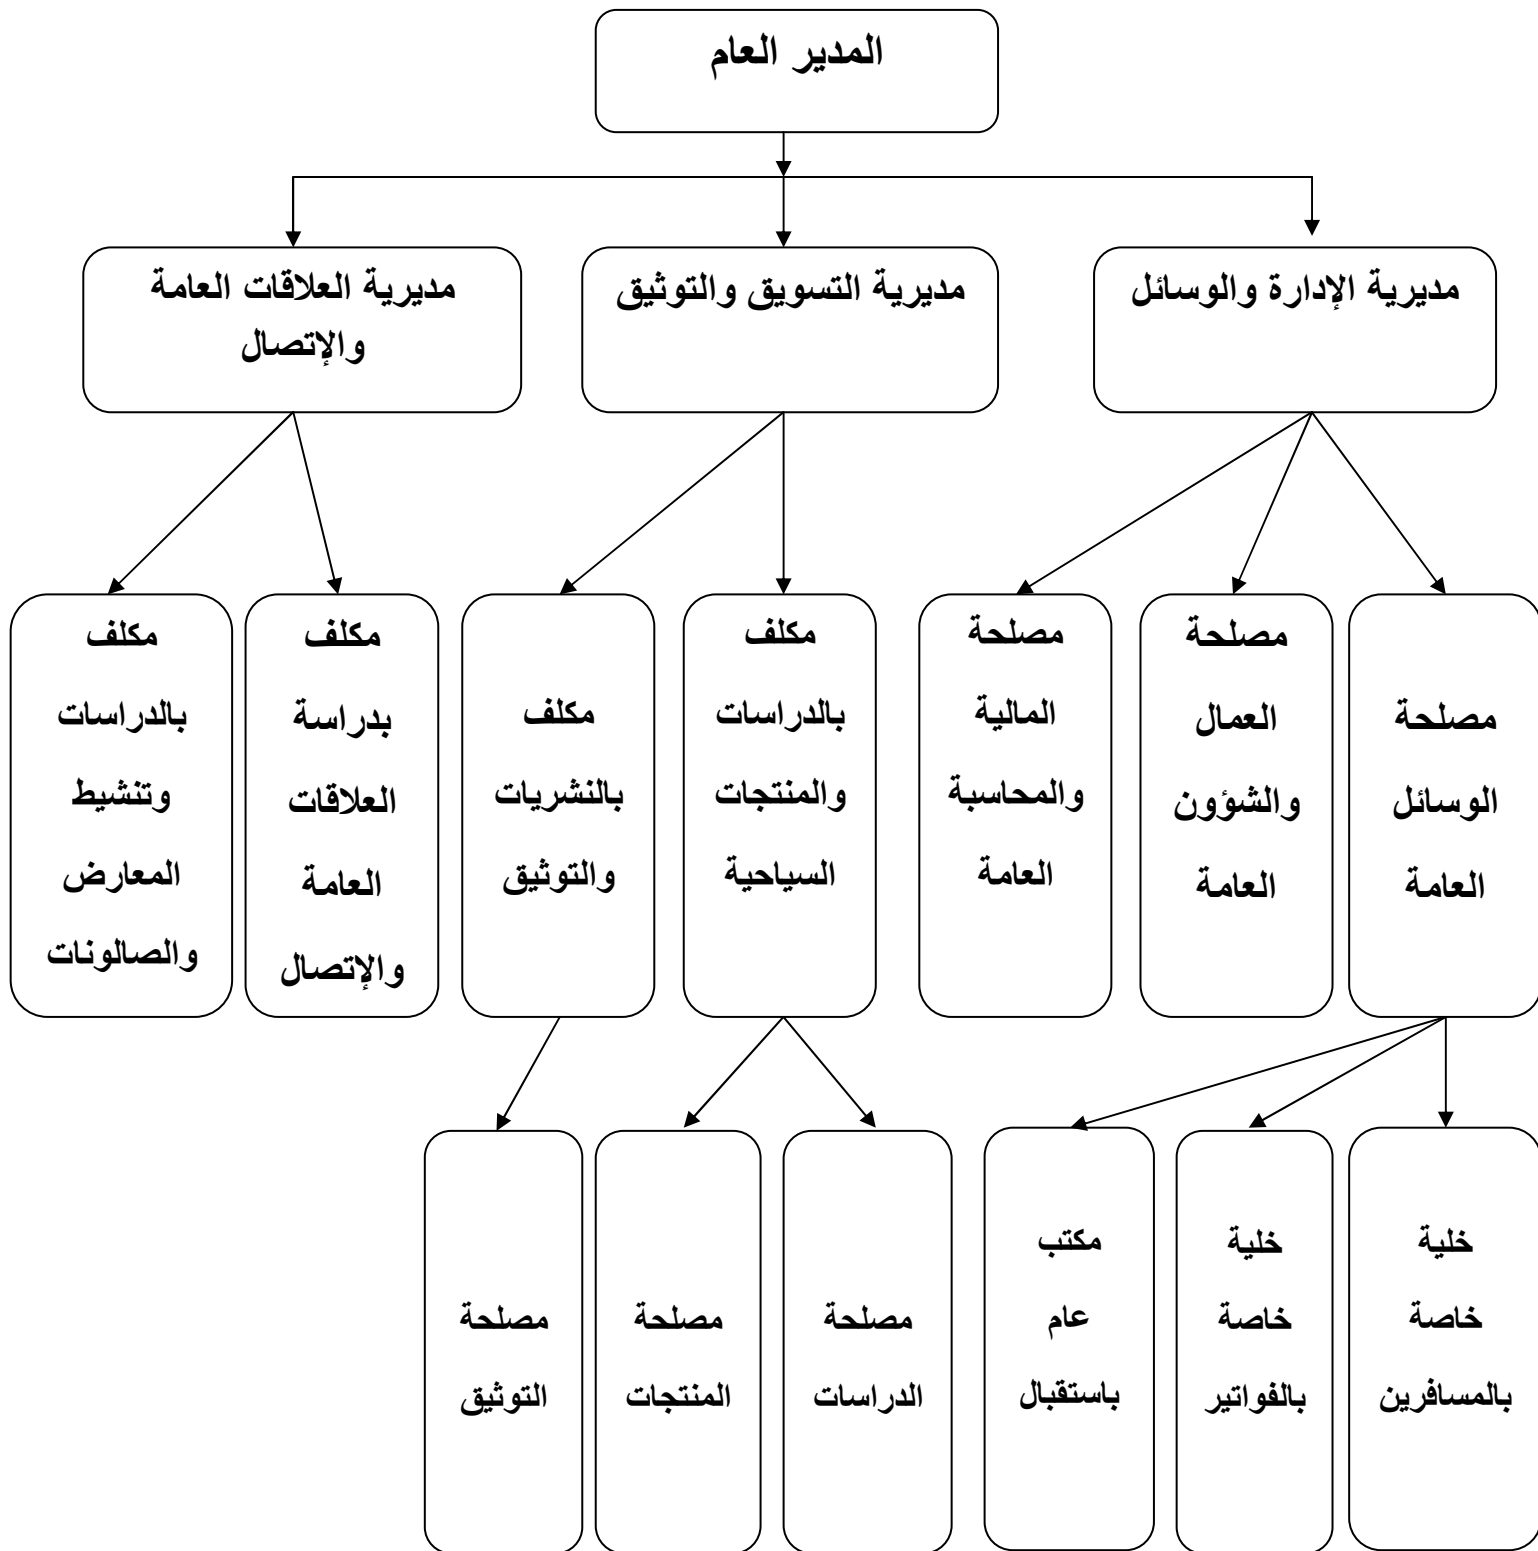 المدير العام
مديرية الإدارة والوسائل
مديرية التسويق والتوثيق
مديرية العلاقات العامة
والإتصال
مصلحة
الوسائل
العامة
مصلحة
العمال
والشؤون
العامة
مصلحة
المالية
والمحاسبة
العامة
مكلف
بالدراسات
والمنتجات
السياحية
مكلف
بالنشريات
والتوثيق
مكلف
بدراسة
العلاقات
العامة
والإتصال
مكلف
بالدراسات
وتنشيط
المعارض
والصالونات
خلية
خاصة
بالمسافرين
خلية
خاصة
بالفواتير
مكتب
عام
باستقبال
مصلحة
الدراسات
مصلحة
المنتجات
مصلحة
التوثيق